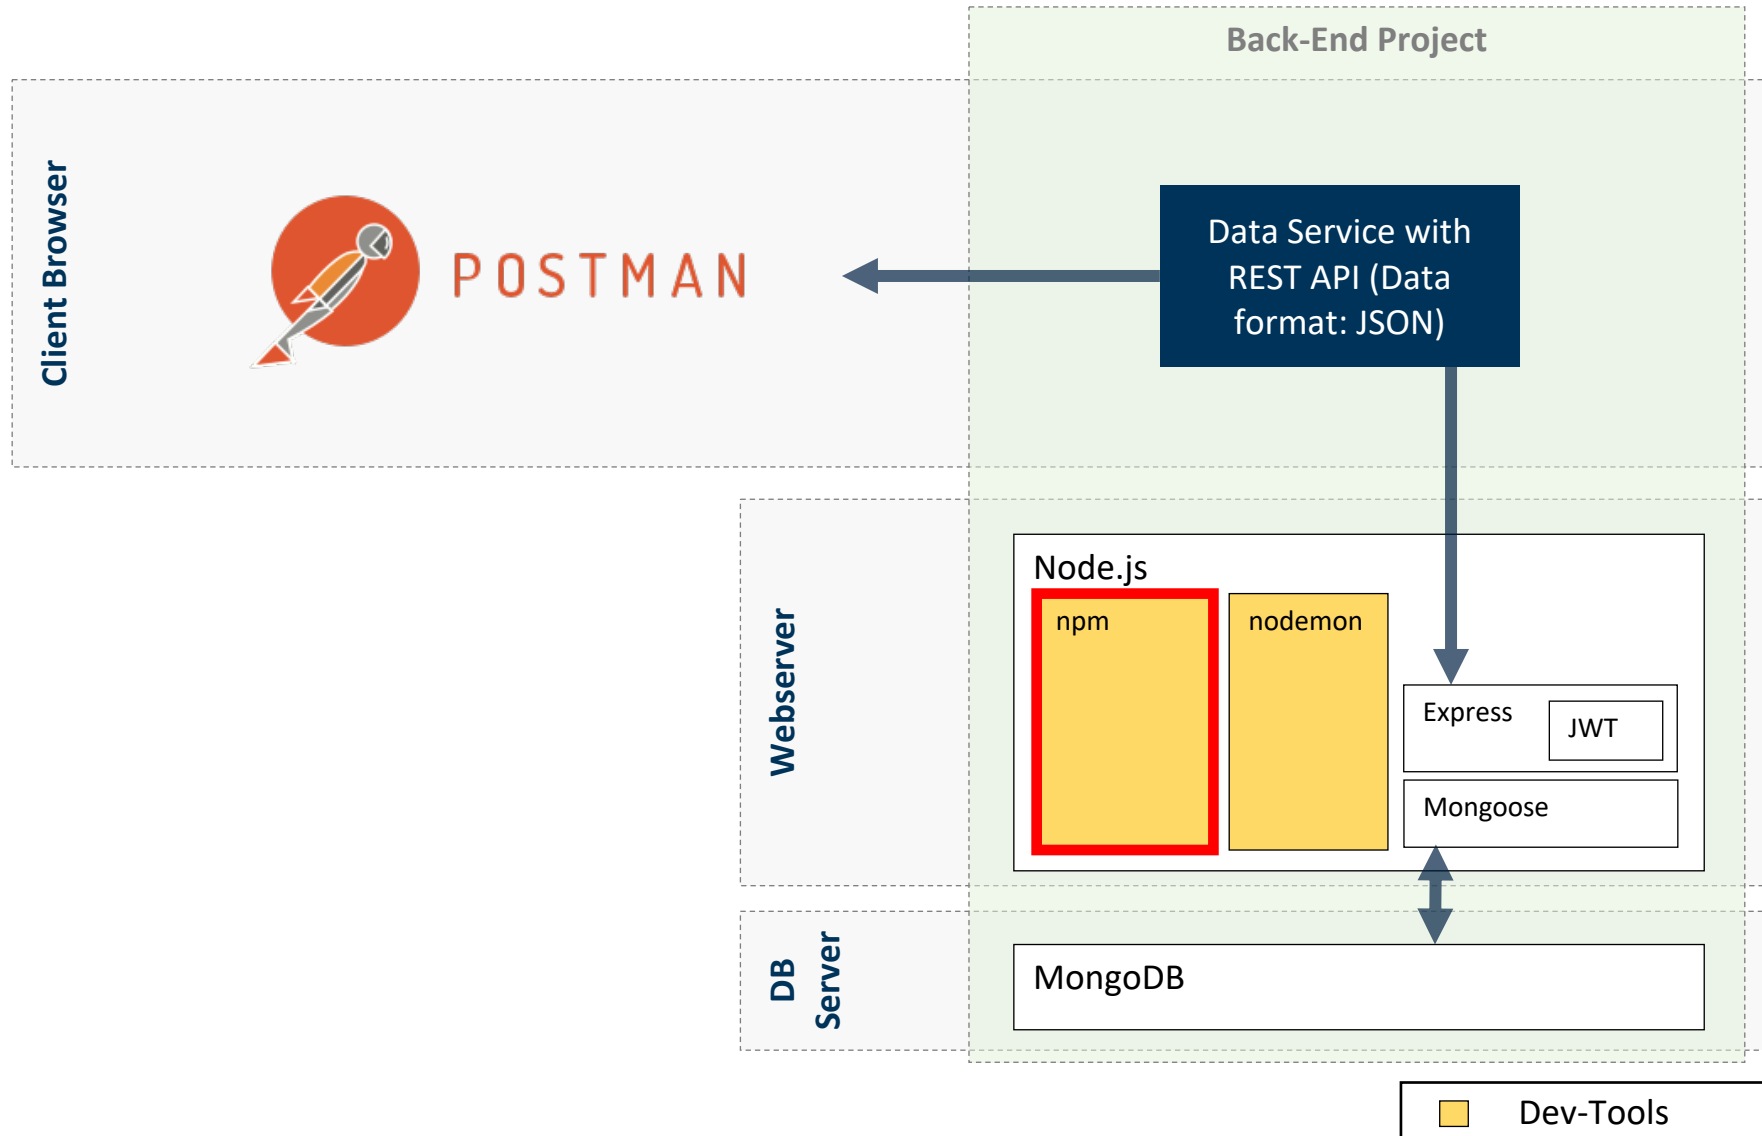 Back-End Project
Client Browser
POSTMAN
Data Service with
REST API (Data
format: JSON)
Webserver
Node.js
npm
nodemon
Express
JWT
Mongoose
DB
Server
MongoDB
Dev-Tools